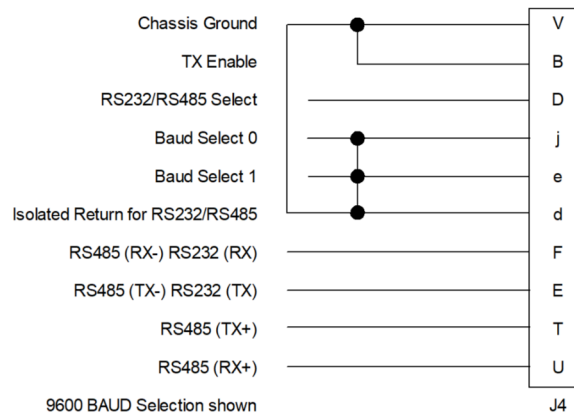 Chassis Ground V
TX Enable B
RS232/RS485 Select D
Baud Select 0 j
Baud Select 1 e
Isolated Return for RS232/RS485 d
RS485 (RX-) RS232 (RX) F
RS485 (TX-) RS232 (TX) E
RS485 (TX+) T
RS485 (RX+) U
9600 BAUD Selection shown J4